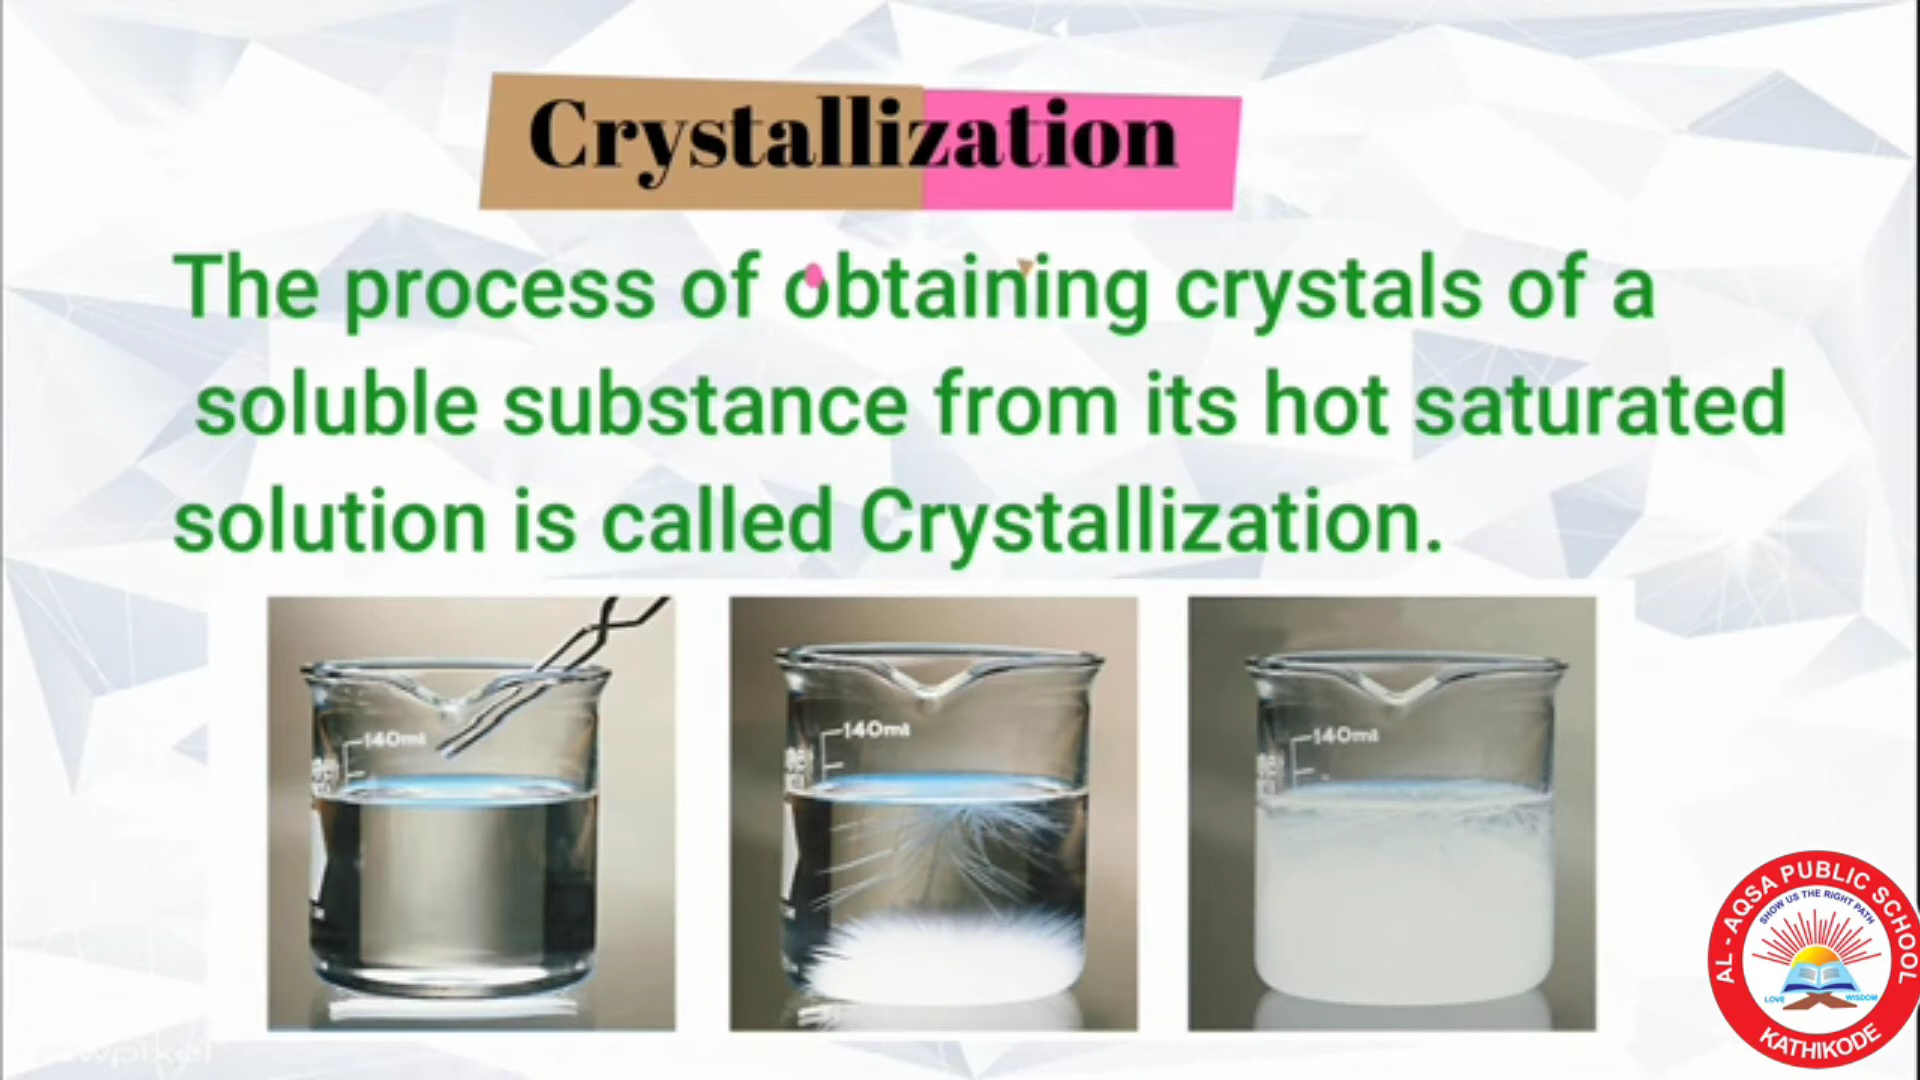 Crystallization
The process of obtaining crystals of a
soluble substance from its hot saturated
solution is called Crystallization.
140ml
140ml
140ml
AL - AQSA PUBLIC SCHOOL
SHOW US THE RIGHT PATH
LOVE
WISDOM
KATHIKODE